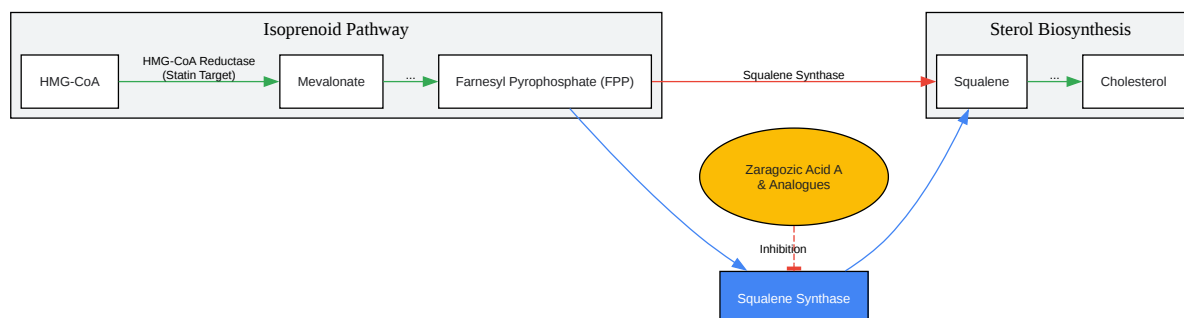 Isoprenoid Pathway
Sterol Biosynthesis
HMG-CoA
HMG-CoA Reductase
(Statin Target)
Mevalonate
...
Farnesyl Pyrophosphate (FPP)
Squalene Synthase
Squalene
...
Cholesterol
Zaragozic Acid A
& Analogues
Inhibition
Squalene Synthase